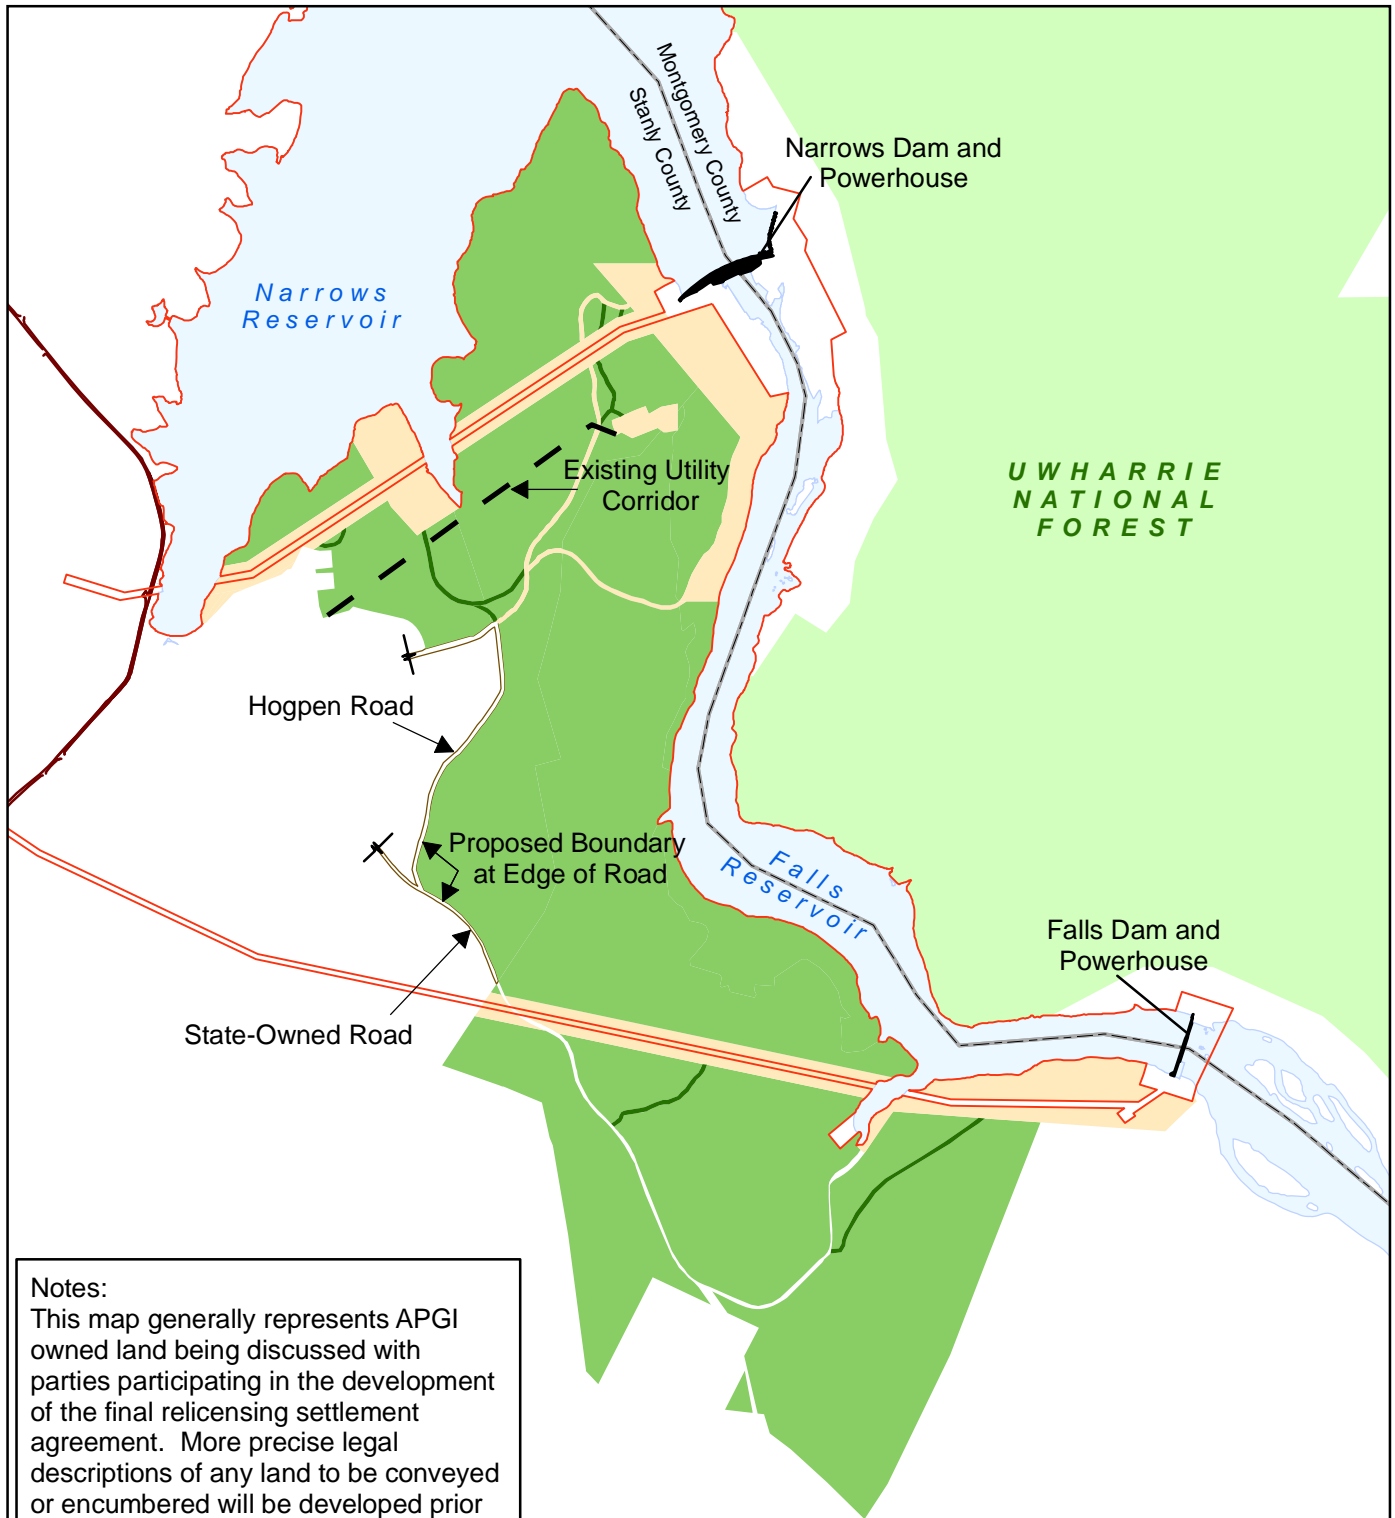 Montgomery County
Stanly County
Narrows Dam and
Powerhouse
Narrows
Reservoir
UWHARRIE
NATIONAL
FOREST
Existing Utility
Corridor
Hogpen Road
Proposed Boundary
at Edge of Road
Falls
Reservoir
Falls Dam and
Powerhouse
State-Owned Road
Notes:
This map generally represents APGI
owned land being discussed with
parties participating in the development
of the final relicensing settlement
agreement.  More precise legal
descriptions of any land to be conveyed
or encumbered will be developed prior